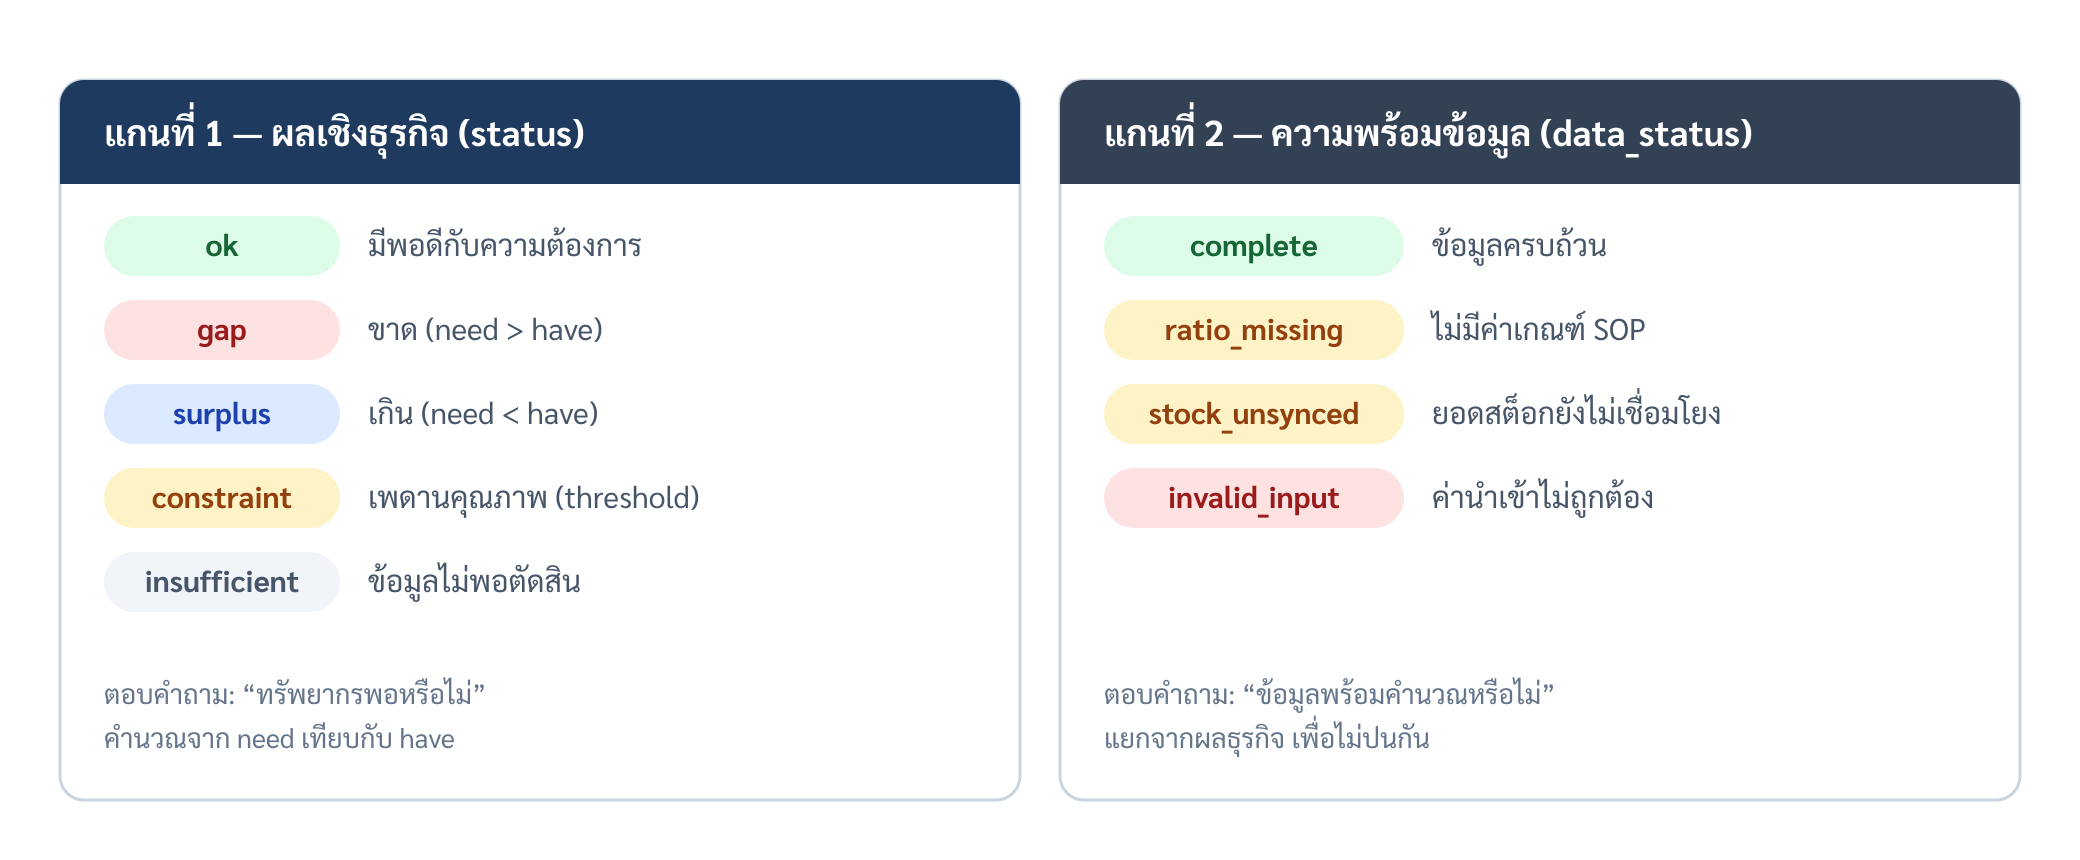 แกนที่ 1 — ผลเชิงธุรกิจ (status)
ok มีพอดีกับความต้องการ
gap ขาด (need > have)
surplus เกิน (need < have)
constraint เพดานคุณภาพ (threshold)
insufficient ข้อมูลไม่พอตัดสิน
ตอบคำถาม: “ทรัพยากรพอหรือไม่”
คำนวณจาก need เทียบกับ have
แกนที่ 2 — ความพร้อมข้อมูล (data_status)
complete ข้อมูลครบถ้วน
ratio_missing ไม่มีค่าเกณฑ์ SOP
stock_unsynced ยอดสต็อกยังไม่เชื่อมโยง
invalid_input ค่านำเข้าไม่ถูกต้อง
ตอบคำถาม: “ข้อมูลพร้อมคำนวณหรือไม่”
แยกจากผลธุรกิจ เพื่อไม่ปนกัน